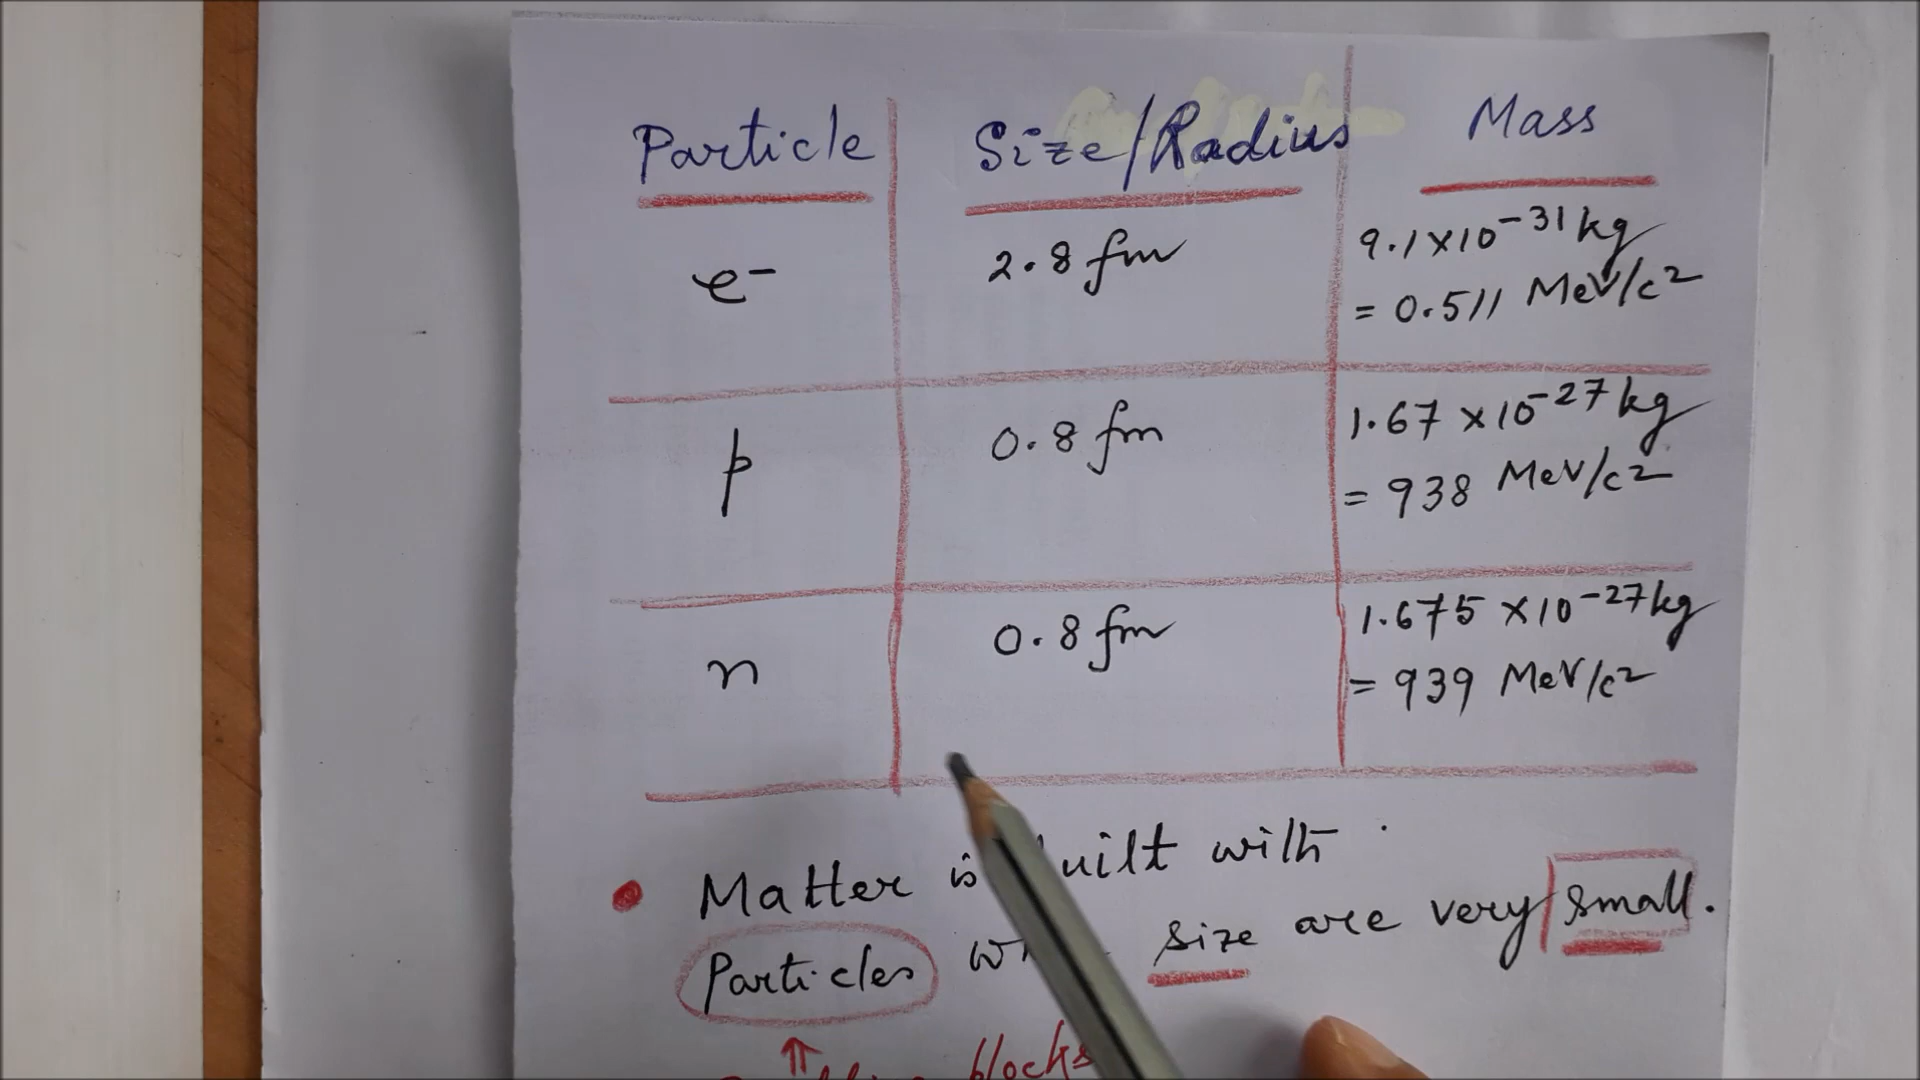 Particle Size/Radius Mass
e⁻ 2.8 fm 9.1×10⁻³¹ kg
= 0.511 MeV/c²
p 0.8 fm 1.67 × 10⁻²⁷ kg
= 938 MeV/c²
n 0.8 fm 1.675 × 10⁻²⁷ kg
= 939 MeV/c²
Matter is built with
Particles size are very small.
blocks